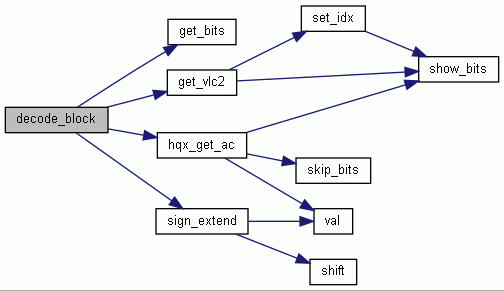 decode_block
get_bits
get_vlc2
hqx_get_ac
sign_extend
set_idx
show_bits
skip_bits
val
shift